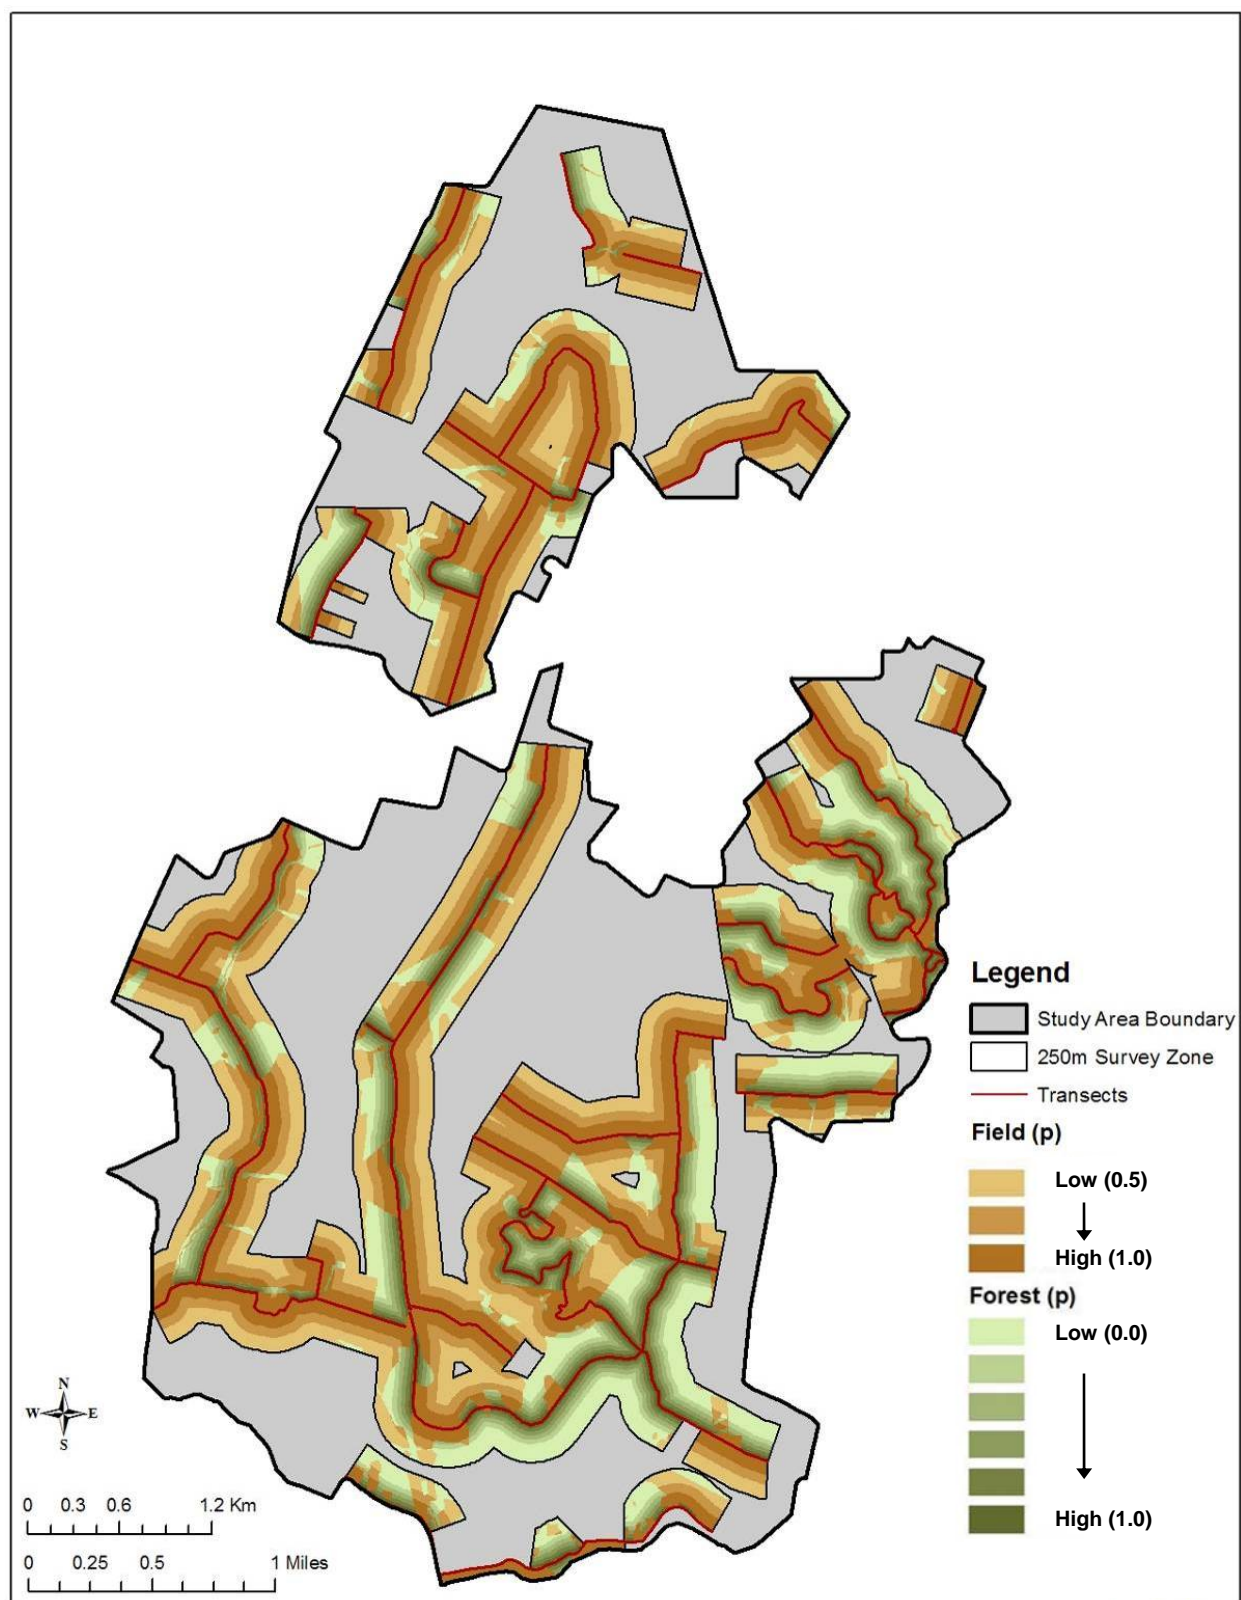 Legend
Study Area Boundary
250m Survey Zone
Transects
Field (p)
Low (0.5)
High (1.0)
Forest (p)
Low (0.0)
High (1.0)
N
W E
S
0 0.3 0.6 1.2 Km
0 0.25 0.5 1 Miles